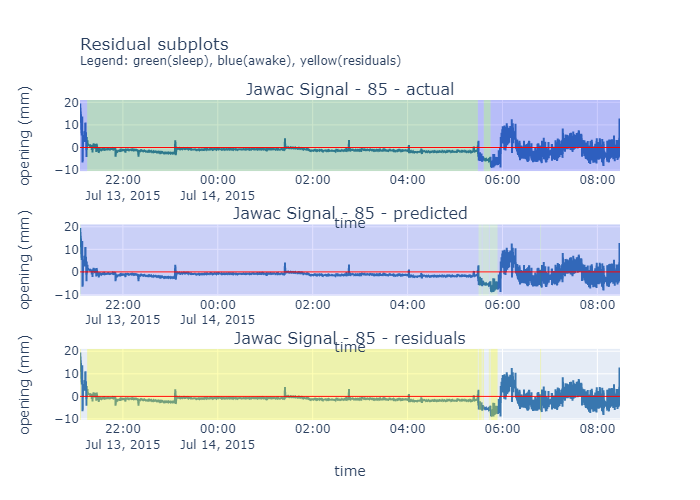 Residual subplots
Legend: green(sleep), blue(awake), yellow(residuals)
Jawac Signal - 85 - actual
opening (mm)
20
10
0
−10
22:00 00:00 02:00 04:00 06:00 08:00
Jul 13, 2015 Jul 14, 2015
time
Jawac Signal - 85 - predicted
opening (mm)
20
10
0
−10
22:00 00:00 02:00 04:00 06:00 08:00
Jul 13, 2015 Jul 14, 2015
time
Jawac Signal - 85 - residuals
opening (mm)
20
10
0
−10
22:00 00:00 02:00 04:00 06:00 08:00
Jul 13, 2015 Jul 14, 2015
time